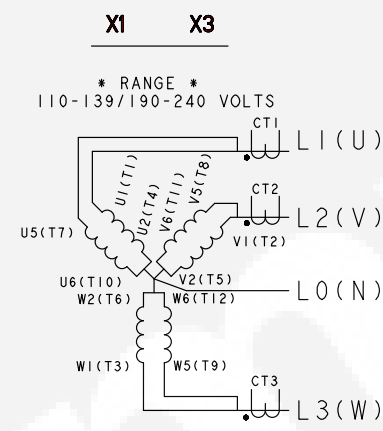 X1 X3
* RANGE *
110-139/190-240 VOLTS
CT1
L1(U)
U1(T1)
U2(T4)
V6(T11)
V5(T8)
CT2
L2(V)
U5(T7)
V1(T2)
U6(T10)
V2(T5)
L0(N)
W2(T6)
W6(T12)
W1(T3)
W5(T9)
CT3
L3(W)